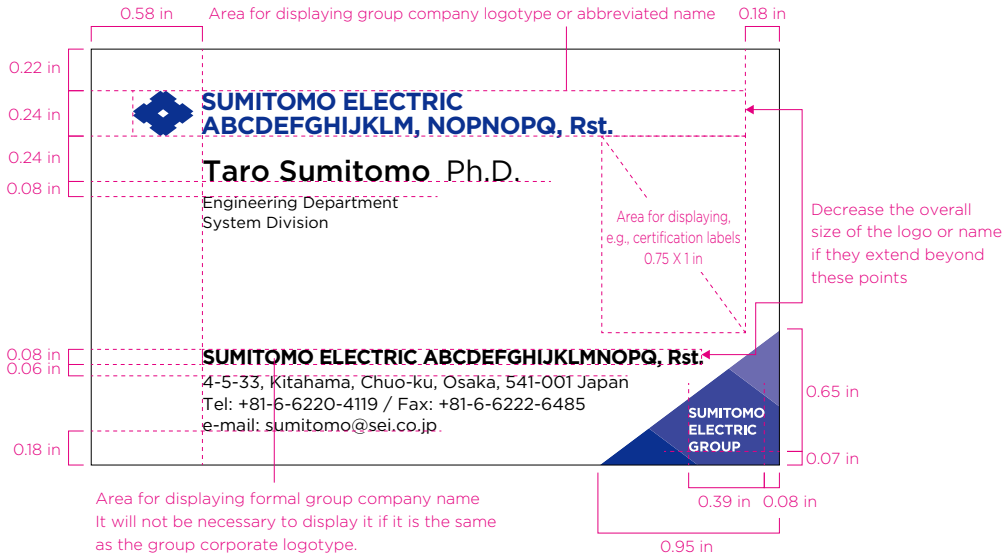 0.58 in
Area for displaying group company logotype or abbreviated name
0.18 in
0.22 in
0.24 in
SUMITOMO ELECTRIC
ABCDEFGHIJKLM, NOPNOPQ, Rst.
0.24 in
0.08 in
Taro Sumitomo Ph.D.
Engineering Department
System Division
Area for displaying,
e.g., certification labels
0.75 X 1 in
Decrease the overall
size of the logo or name
if they extend beyond
these points
0.08 in
0.06 in
SUMITOMO ELECTRIC ABCDEFGHIJKLMNOPQ, Rst.
4-5-33, Kitahama, Chuo-ku, Osaka, 541-001 Japan
Tel: +81-6-6220-4119 / Fax: +81-6-6222-6485
e-mail: sumitomo@sei.co.jp
0.18 in
SUMITOMO
ELECTRIC
GROUP
0.65 in
0.07 in
0.39 in
0.08 in
0.95 in
Area for displaying formal group company name
It will not be necessary to display it if it is the same
as the group corporate logotype.